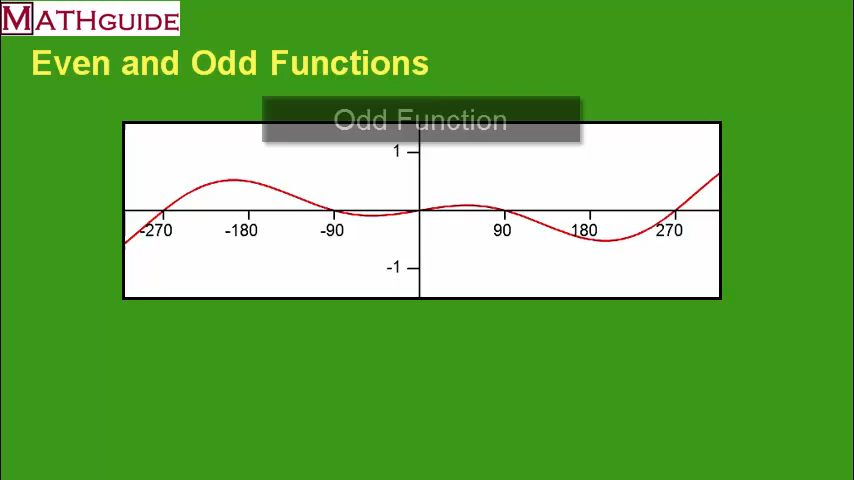 MATHGUIDE
Even and Odd Functions
Odd Function
1
-270 -180 -90 90 180 270
-1